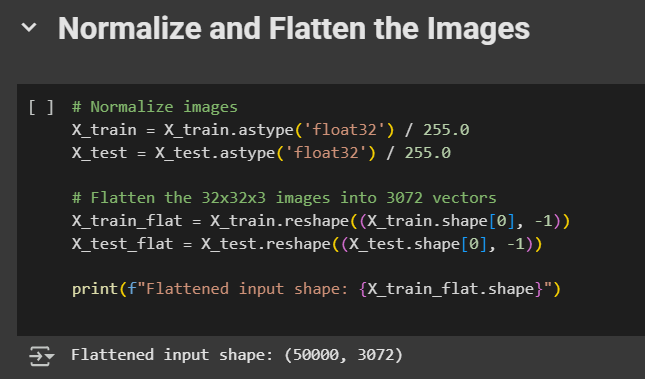 Normalize and Flatten the Images
[ ] # Normalize images
X_train = X_train.astype('float32') / 255.0
X_test = X_test.astype('float32') / 255.0
# Flatten the 32x32x3 images into 3072 vectors
X_train_flat = X_train.reshape((X_train.shape[0], -1))
X_test_flat = X_test.reshape((X_test.shape[0], -1))
print(f"Flattened input shape: {X_train_flat.shape}")
Flattened input shape: (50000, 3072)